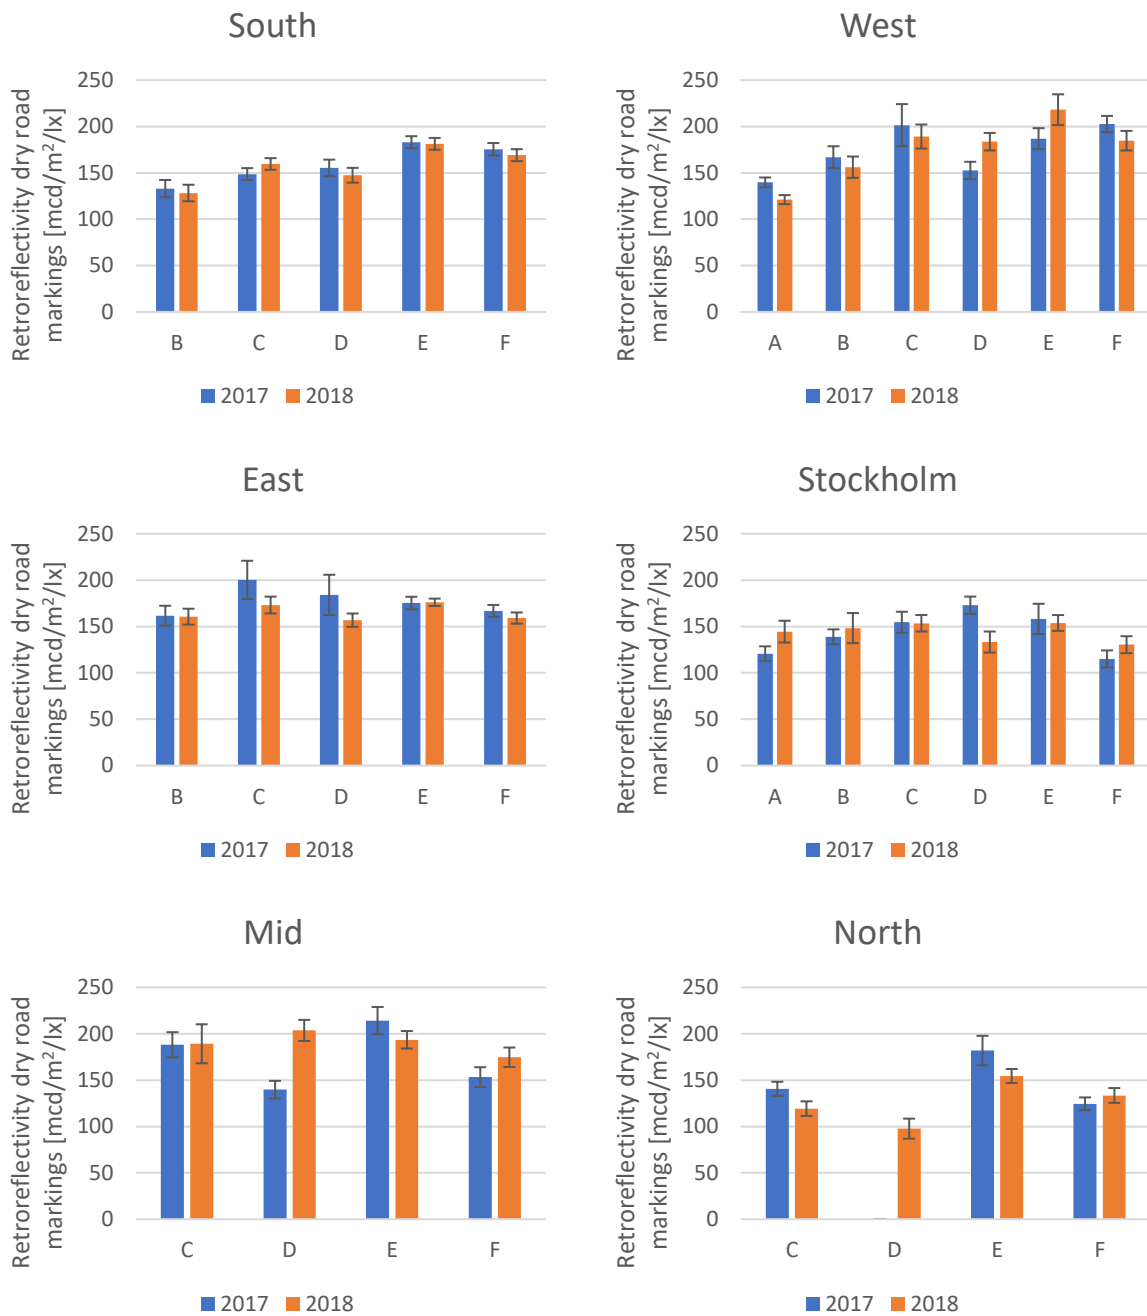 South
Retroreflectivity dry road
markings [mcd/m²/lx]
250
200
150
100
50
0
B C D E F
2017 2018
West
Retroreflectivity dry road
markings [mcd/m²/lx]
250
200
150
100
50
0
A B C D E F
2017 2018
East
Retroreflectivity dry road
markings [mcd/m²/lx]
250
200
150
100
50
0
B C D E F
2017 2018
Stockholm
Retroreflectivity dry road
markings [mcd/m²/lx]
250
200
150
100
50
0
A B C D E F
2017 2018
Mid
Retroreflectivity dry road
markings [mcd/m²/lx]
250
200
150
100
50
0
C D E F
2017 2018
North
Retroreflectivity dry road
markings [mcd/m²/lx]
250
200
150
100
50
0
C D E F
2017 2018